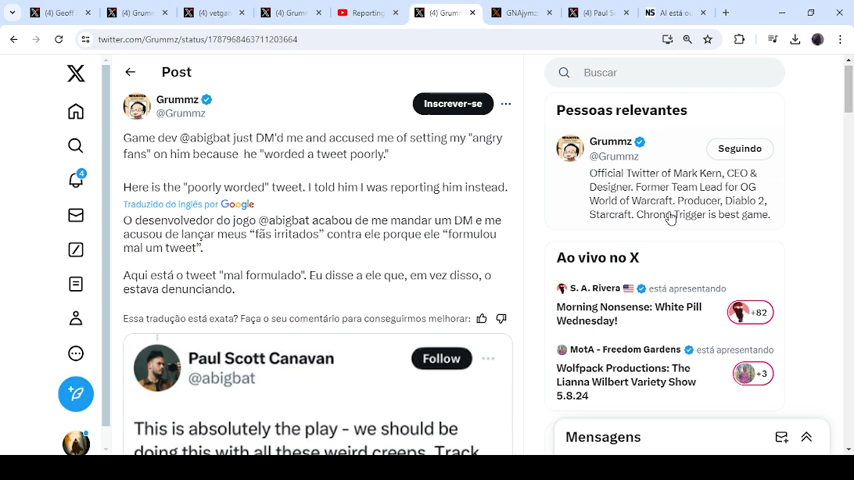 (4) Geoff
(4) Grumm
(4) vetgan
(4) Grumm
Reporting
(4) Grumm
GNAjymz
(4) Paul S
AI está ou
twitter.com/Grummz/status/1787968463711203664
Post
Buscar
Grummz
@Grummz
Inscrever-se
Game dev @abigbat just DM'd me and accused me of setting my "angry
fans" on him because he "worded a tweet poorly."
Here is the "poorly worded" tweet. I told him I was reporting him instead.
Traduzido do inglês por Google
O desenvolvedor do jogo @abigbat acabou de me mandar um DM e me
acusou de lançar meus “fãs irritados” contra ele porque ele “formulou
mal um tweet”.
Aqui está o tweet "mal formulado". Eu disse a ele que, em vez disso, o
estava denunciando.
Essa tradução está exata? Faça o seu comentário para conseguirmos melhorar:
Paul Scott Canavan
@abigbat
Follow
This is absolutely the play - we should be
doing this with all these weird creeps. Track
Pessoas relevantes
Grummz
@Grummz
Seguindo
Official Twitter of Mark Kern, CEO &
Designer. Former Team Lead for OG
World of Warcraft. Producer, Diablo 2,
Starcraft. Chrono Trigger is best game.
Ao vivo no X
S. A. Rivera está apresentando
Morning Nonsense: White Pill
Wednesday!
+82
MotA - Freedom Gardens está apresentando
Wolfpack Productions: The
Lianna Wilbert Variety Show
5.8.24
+3
Mensagens
4